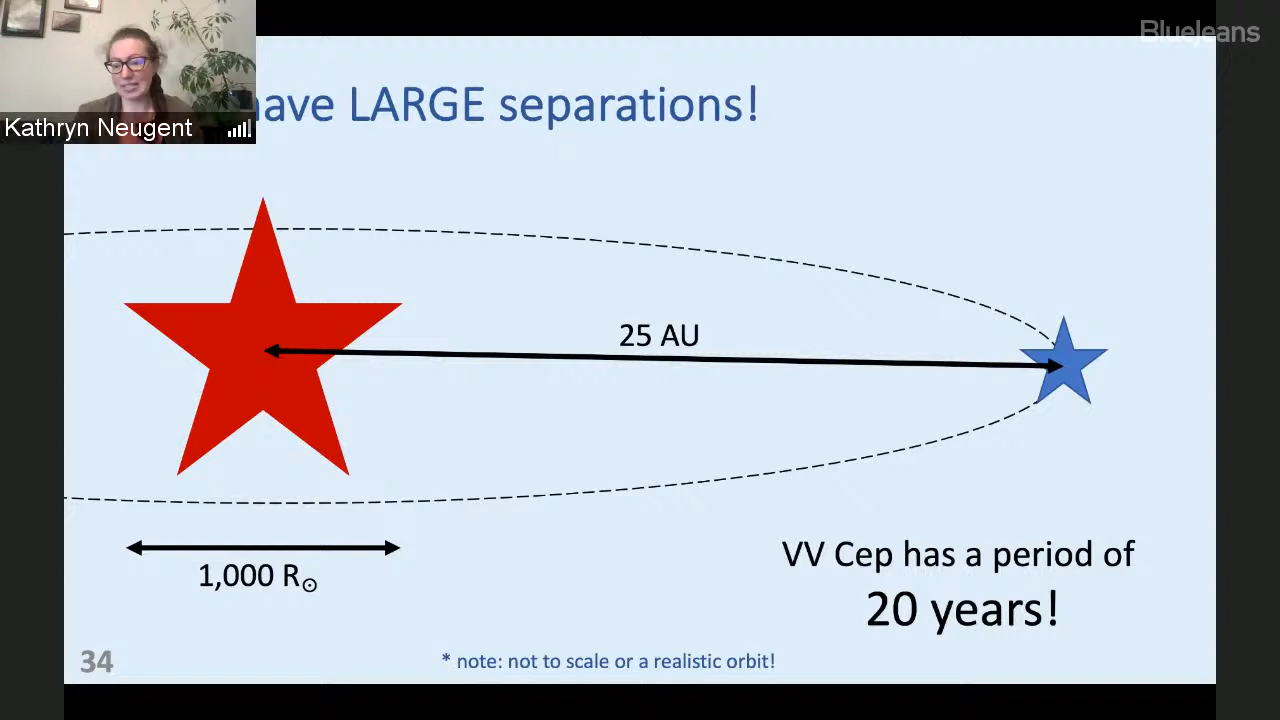 BlueJeans
Kathryn Neugent
have LARGE separations!
25 AU
1,000 R☉
VV Cep has a period of
20 years!
34
* note: not to scale or a realistic orbit!